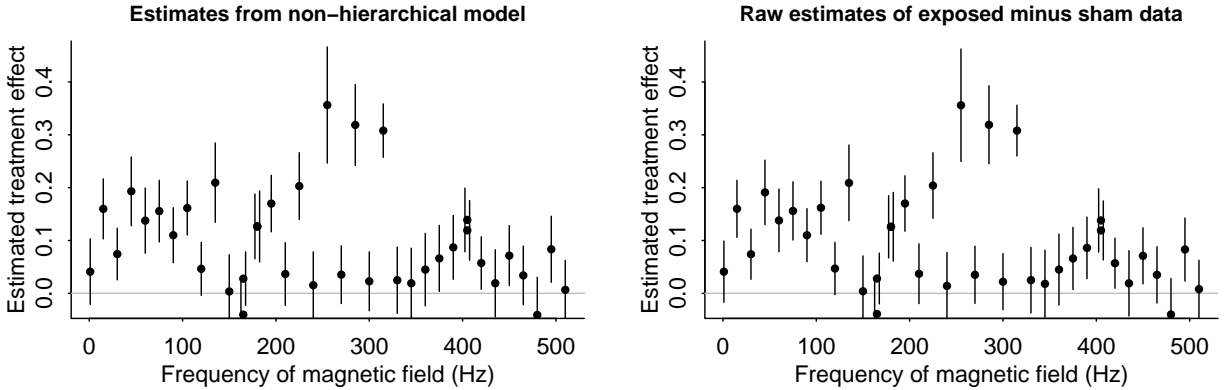 Estimates from non−hierarchical model
Estimated treatment effect
0.0 0.1 0.2 0.3 0.4
0 100 200 300 400 500
Frequency of magnetic field (Hz)
Raw estimates of exposed minus sham data
Estimated treatment effect
0.0 0.1 0.2 0.3 0.4
0 100 200 300 400 500
Frequency of magnetic field (Hz)